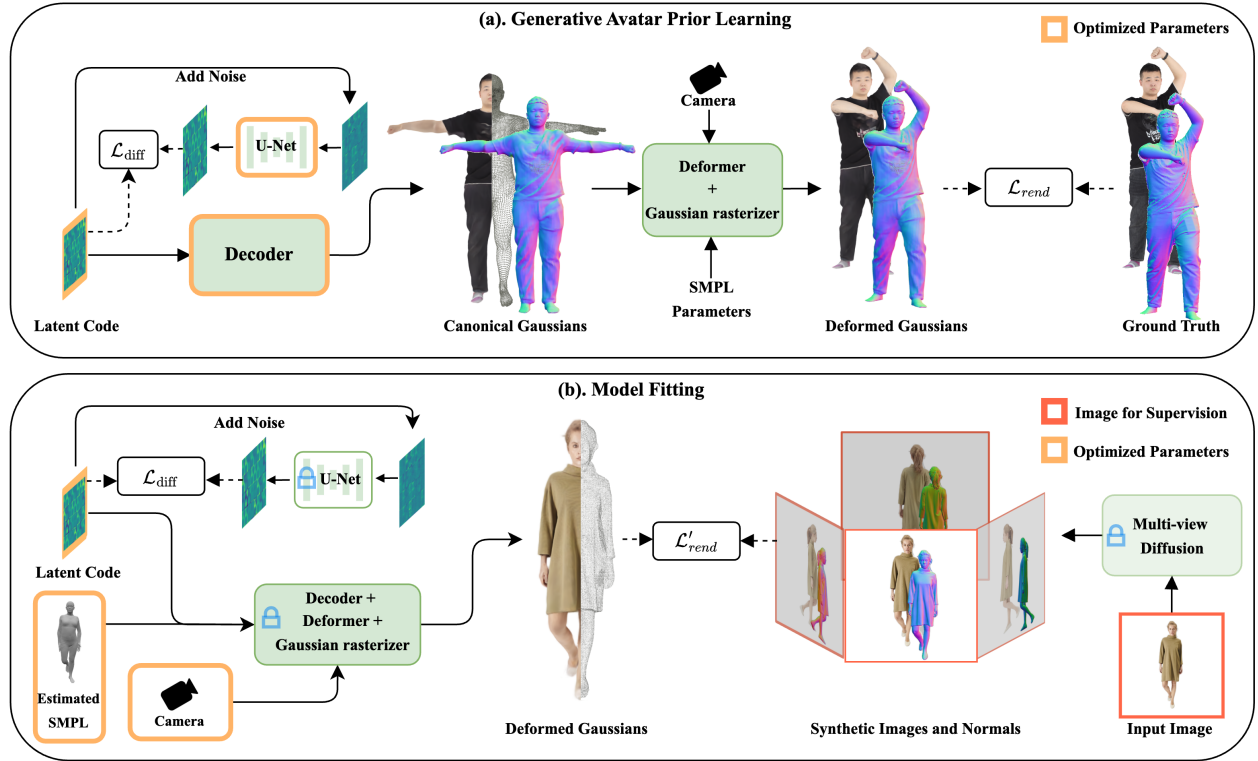 (a). Generative Avatar Prior Learning
Optimized Parameters
Add Noise
U-Net
ℒdiff
Camera
Decoder
Deformer
+
Gaussian rasterizer
ℒrend
SMPL
Parameters
Latent Code
Canonical Gaussians
Deformed Gaussians
Ground Truth
(b). Model Fitting
Image for Supervision
Optimized Parameters
Add Noise
U-Net
ℒdiff
Latent Code
Multi-view
Diffusion
ℒ′rend
Decoder +
Deformer +
Gaussian rasterizer
Estimated
SMPL
Camera
Deformed Gaussians
Synthetic Images and Normals
Input Image